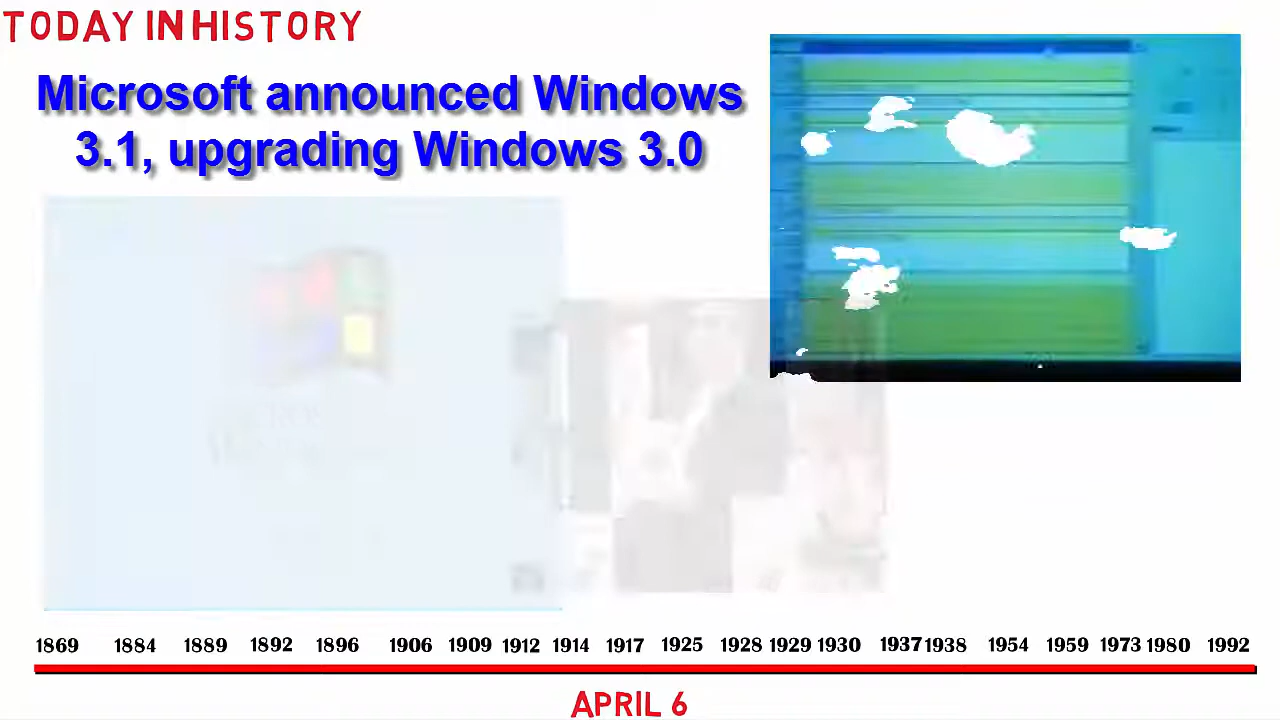 TODAY IN HISTORY
Microsoft announced Windows
3.1, upgrading Windows 3.0
1869 1884 1889 1892 1896 1906 1909 1912 1914 1917 1925 1928 1929 1930 1937 1938 1954 1959 1973 1980 1992
APRIL 6